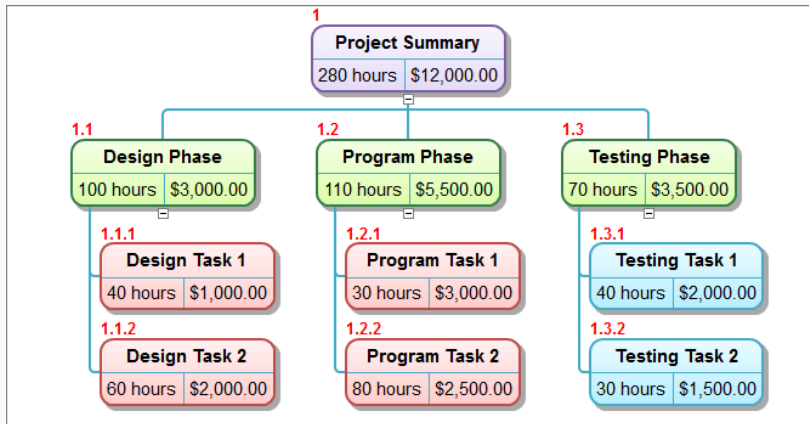 1
Project Summary
280 hours $12,000.00
1.1 1.2 1.3
Design Phase Program Phase Testing Phase
100 hours $3,000.00 110 hours $5,500.00 70 hours $3,500.00
1.1.1 1.2.1 1.3.1
Design Task 1 Program Task 1 Testing Task 1
40 hours $1,000.00 30 hours $3,000.00 40 hours $2,000.00
1.1.2 1.2.2 1.3.2
Design Task 2 Program Task 2 Testing Task 2
60 hours $2,000.00 80 hours $2,500.00 30 hours $1,500.00